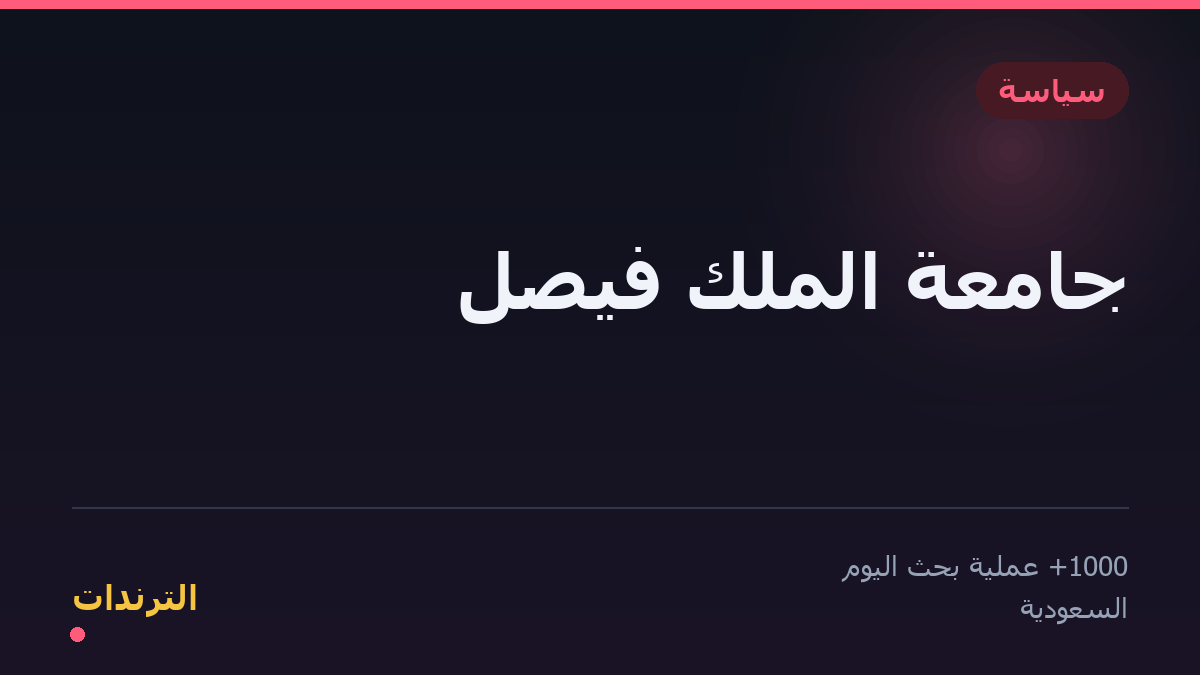 سياسة
جامعة الملك فيصل
1000+ عملية بحث اليوم
السعودية
الترندات